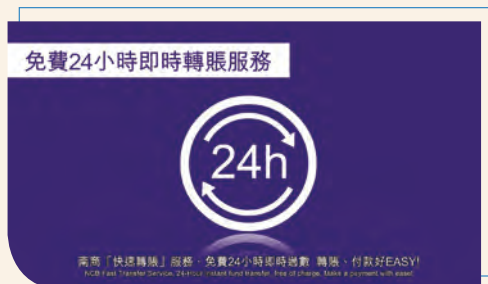 免費24小時即時轉賬服務
24h
南商「快速轉賬」服務，免費24小時即時過數 轉賬、付款好EASY!
NCB Fast Transfer Service, 24-Hour instant fund transfer, free of charge. Make a payment with ease!